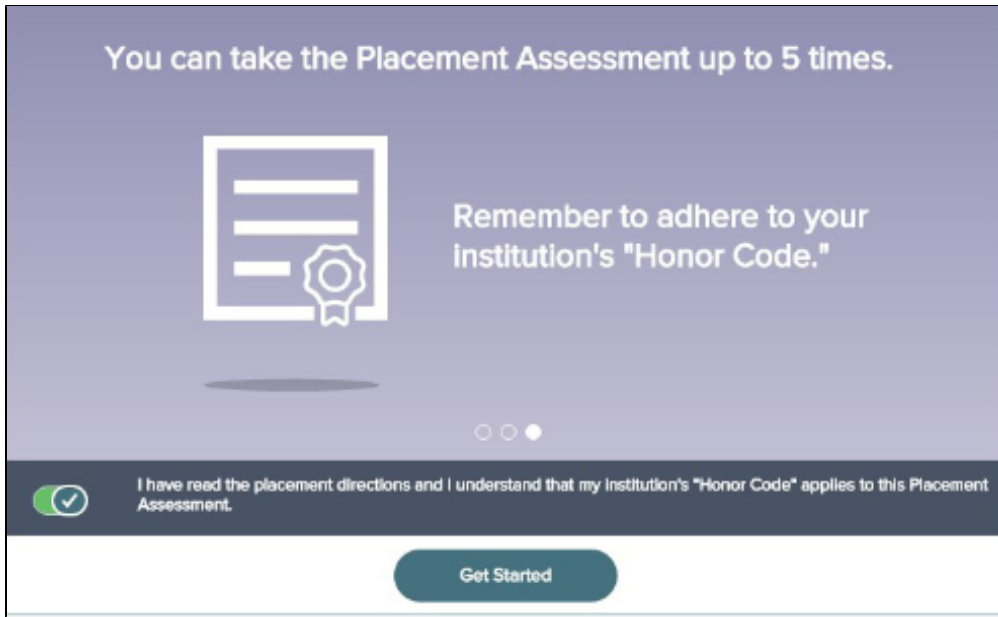 You can take the Placement Assessment up to 5 times.
Remember to adhere to your
institution's "Honor Code."
I have read the placement directions and I understand that my institution's "Honor Code" applies to this Placement
Assessment.
Get Started